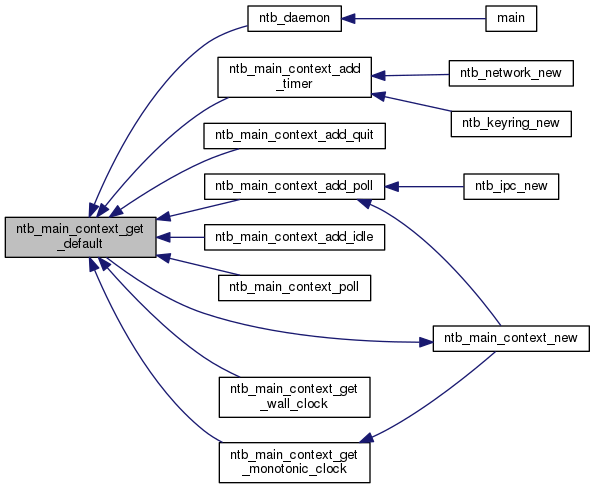 ntb_daemon
main
ntb_main_context_add
_timer
ntb_network_new
ntb_keyring_new
ntb_main_context_add_quit
ntb_main_context_add_poll
ntb_ipc_new
ntb_main_context_get
_default
ntb_main_context_add_idle
ntb_main_context_poll
ntb_main_context_new
ntb_main_context_get
_wall_clock
ntb_main_context_get
_monotonic_clock